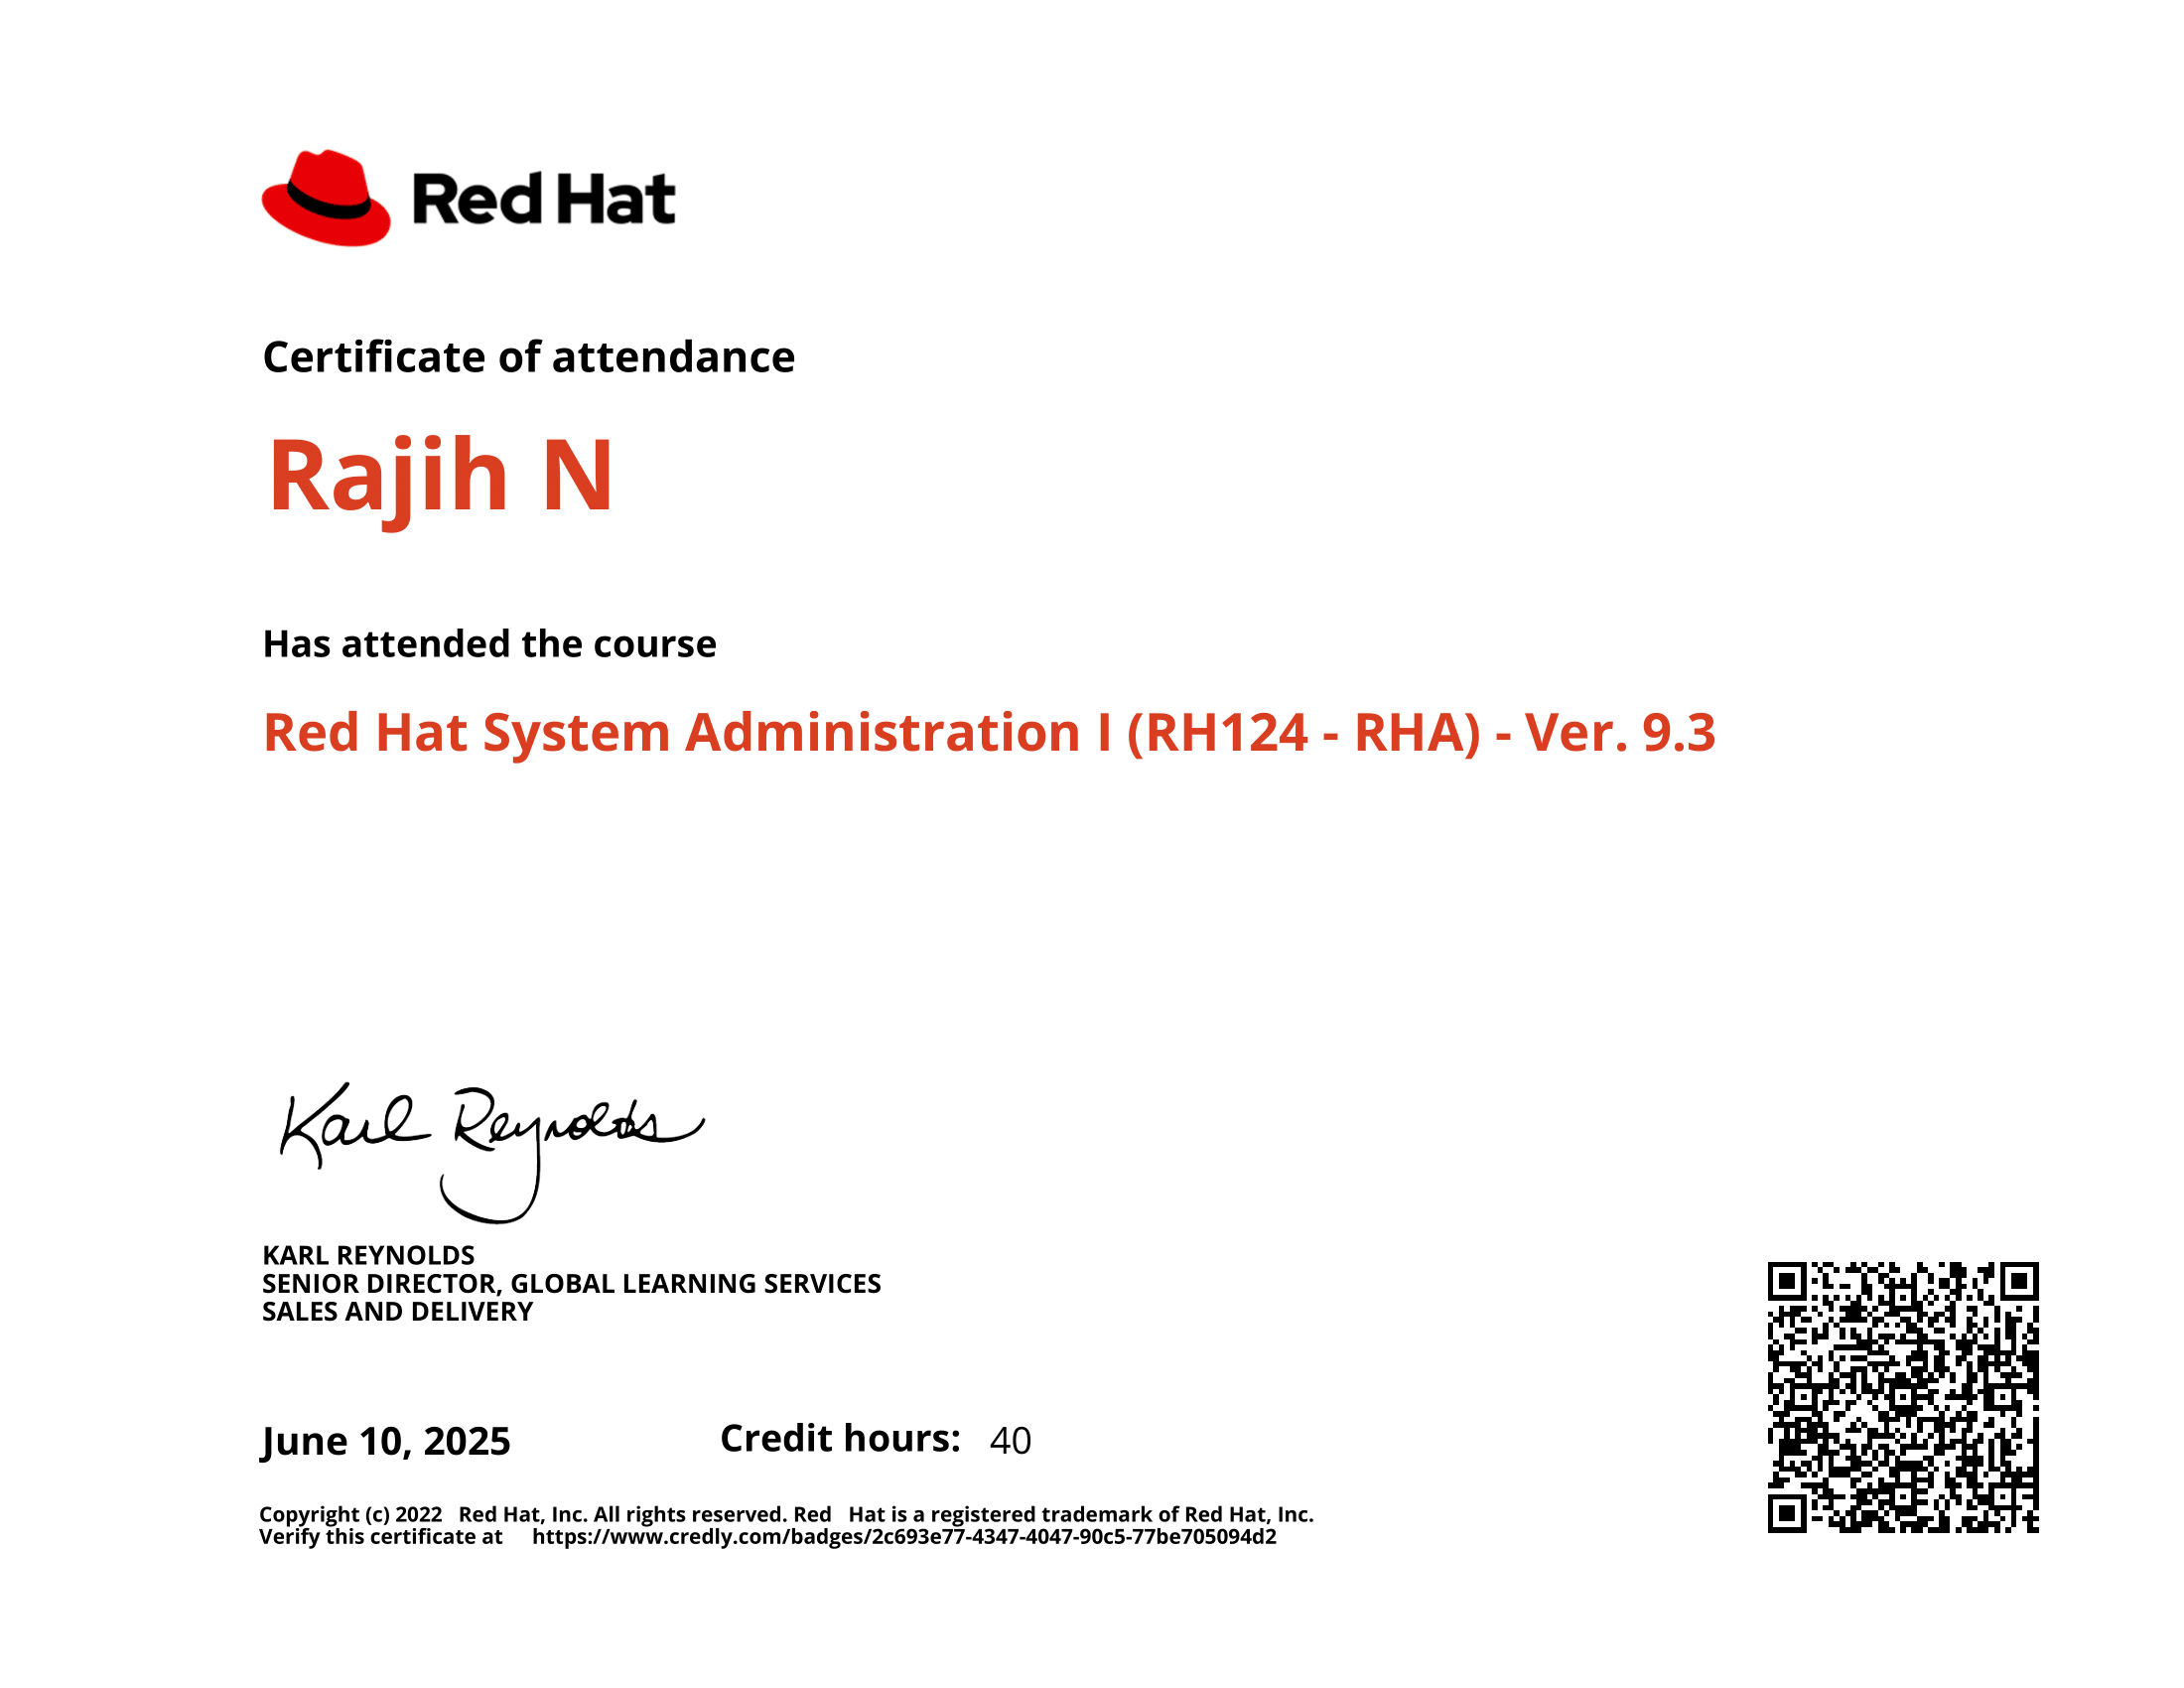 Red Hat
Certificate of attendance
Rajih N
Has attended the course
Red Hat System Administration I (RH124 - RHA) - Ver. 9.3
Karl Reynolds
KARL REYNOLDS
SENIOR DIRECTOR, GLOBAL LEARNING SERVICES
SALES AND DELIVERY
June 10, 2025 Credit hours: 40
Copyright (c) 2022 Red Hat, Inc. All rights reserved. Red Hat is a registered trademark of Red Hat, Inc.
Verify this certificate at https://www.credly.com/badges/2c693e77-4347-4047-90c5-77be705094d2